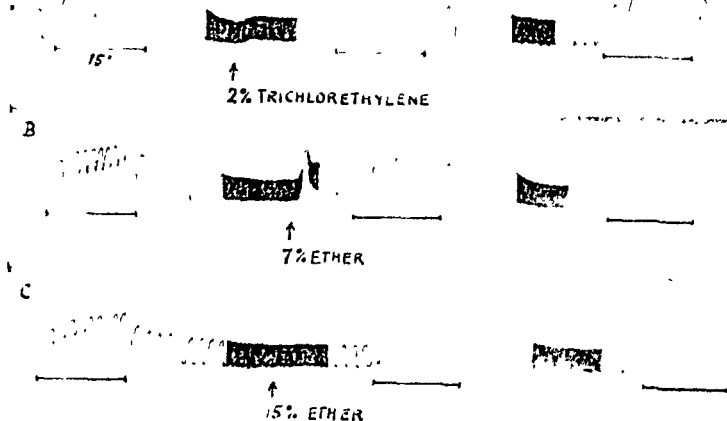 15"
2% TRICHLORETHYLENE
B
7% ETHER
C
15% ETHER